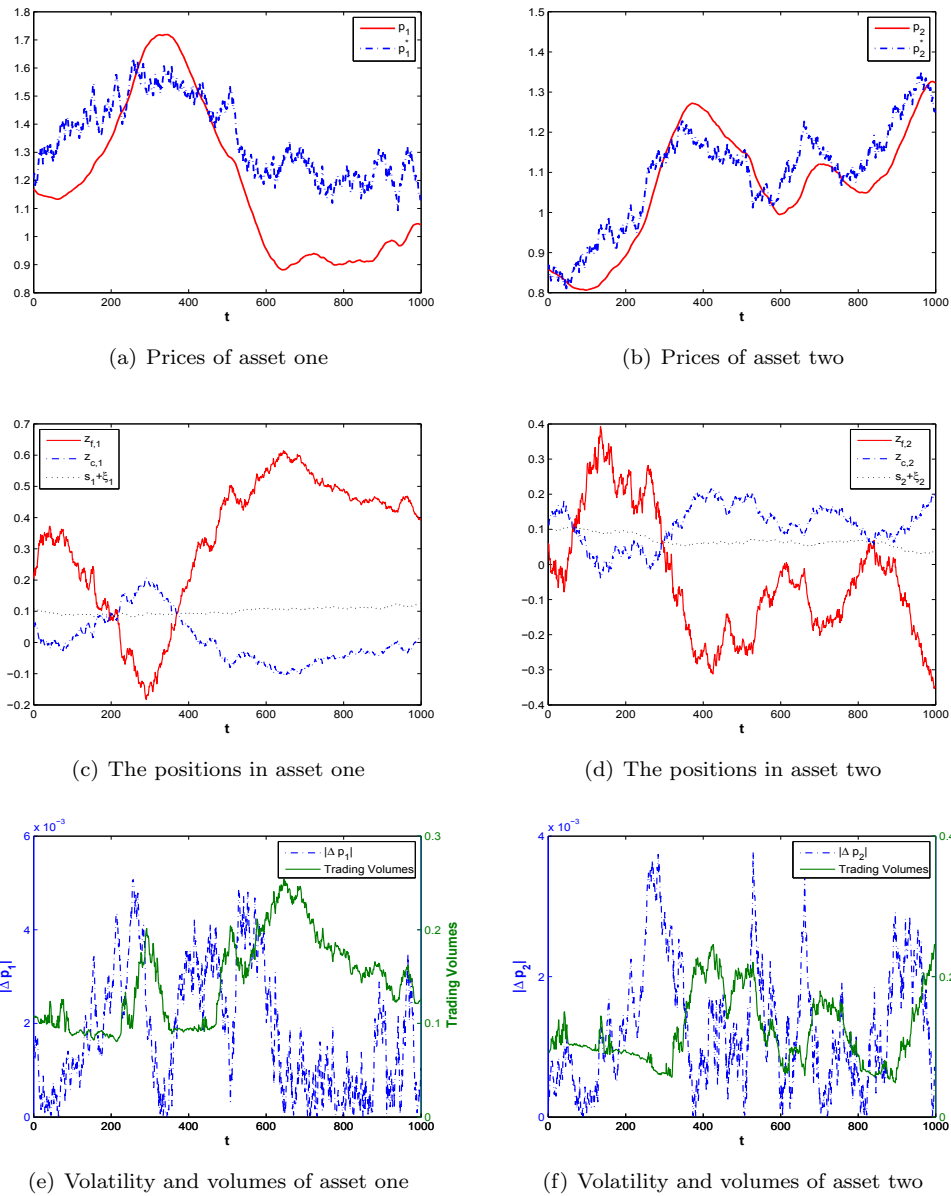 1.8
1.7
1.6
1.5
1.4
1.3
1.2
1.1
1
0.9
0.8
0 200 400 600 800 1000
t
p₁
p₁*
(a) Prices of asset one
1.5
1.4
1.3
1.2
1.1
1
0.9
0.8
0 200 400 600 800 1000
t
p₂
p₂*
(b) Prices of asset two
0.7
0.6
0.5
0.4
0.3
0.2
0.1
0
−0.1
−0.2
0 200 400 600 800 1000
t
z_f,1
z_c,1
s₁+ξ₁
(c) The positions in asset one
0.4
0.3
0.2
0.1
0
−0.1
−0.2
−0.3
−0.4
0 200 400 600 800 1000
t
z_f,2
z_c,2
s₂+ξ₂
(d) The positions in asset two
x 10⁻³
6
4
2
0
|Δ p₁|
0.3
0.2
0.1
0
Trading Volumes
0 200 400 600 800 1000
t
|Δ p₁|
Trading Volumes
(e) Volatility and volumes of asset one
x 10⁻³
4
2
0
|Δ p₂|
0.4
0.2
0
0 200 400 600 800 1000
t
|Δ p₂|
Trading Volumes
(f) Volatility and volumes of asset two